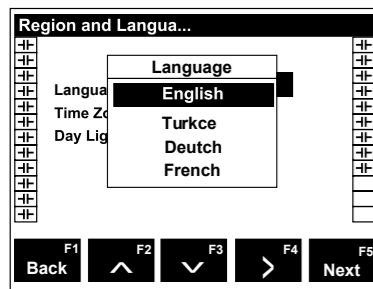 Region and Langua...
Language
English
Turkce
Deutch
French
Langua
Time Zo
Day Lig
F1
Back
F2
F3
F4
F5
Next